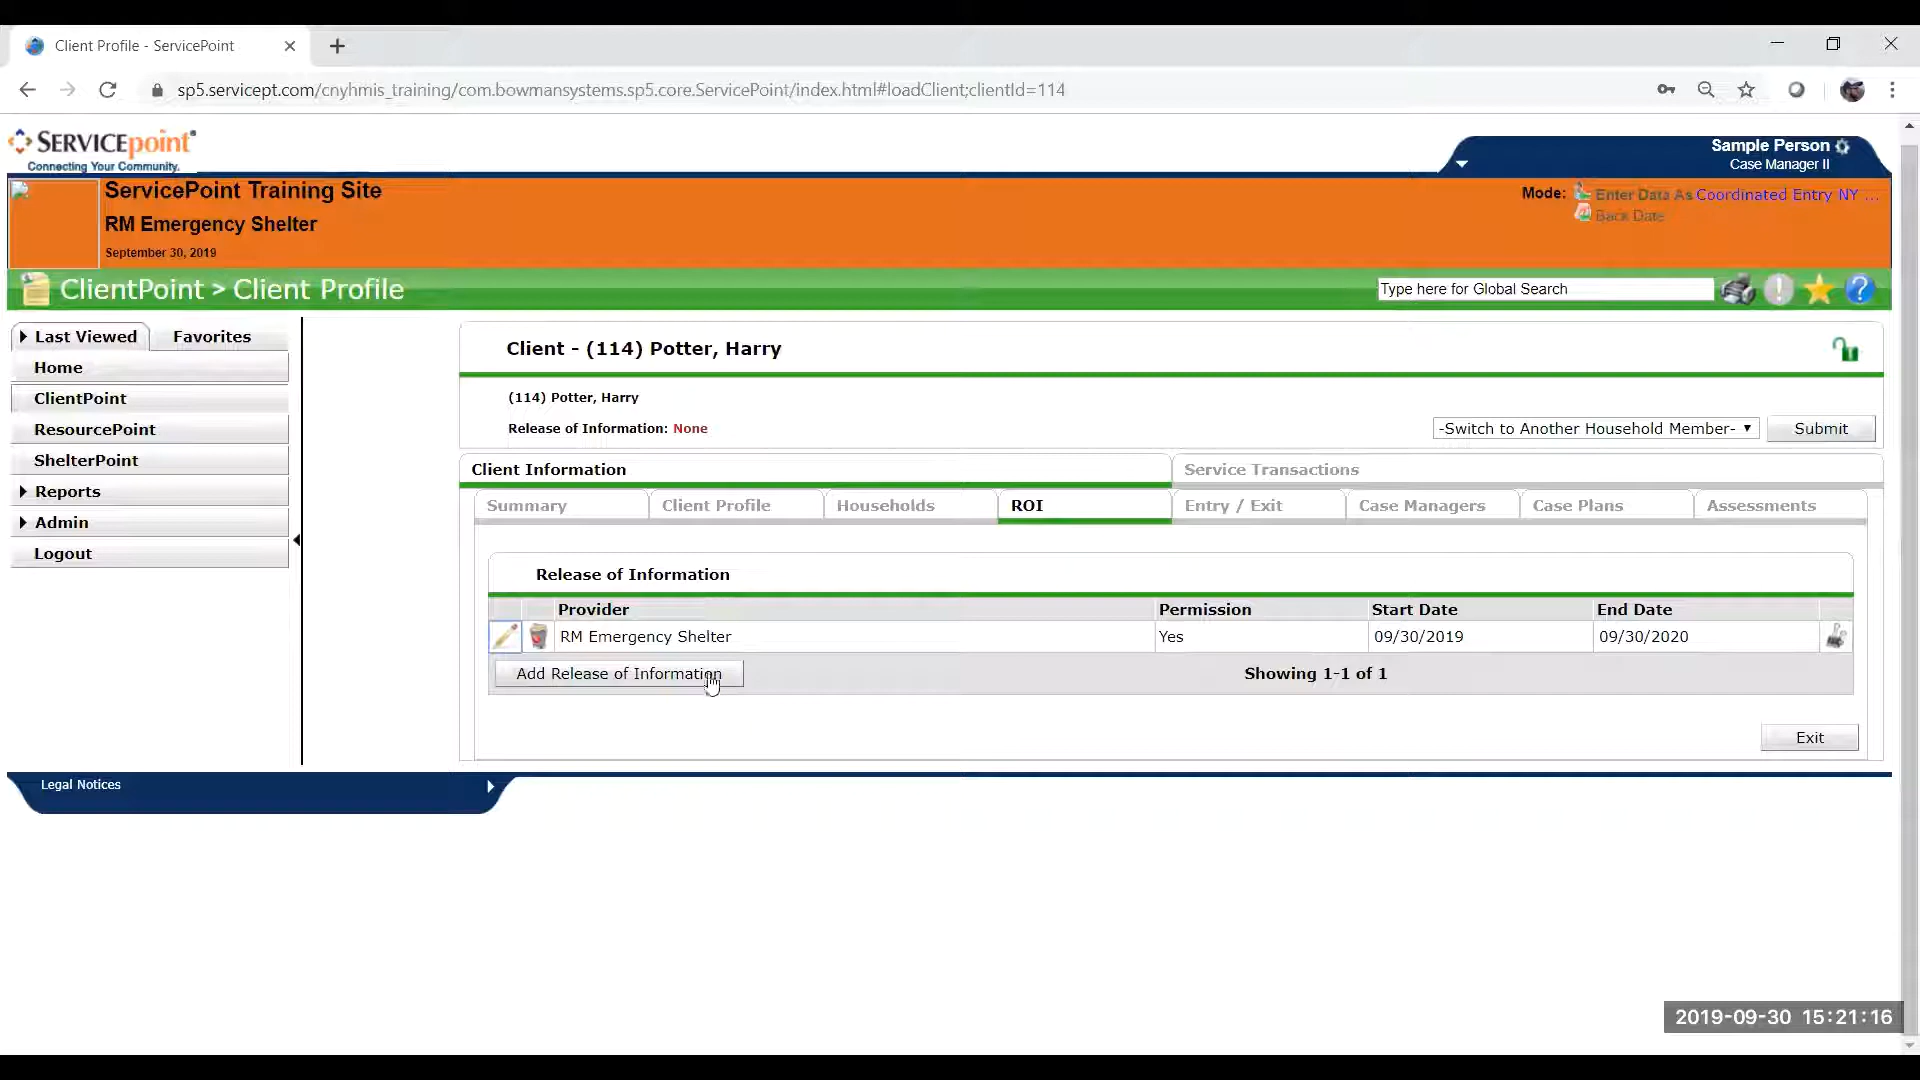 Client Profile - ServicePoint
sp5.servicept.com/cnyhmis_training/com.bowmansystems.sp5.core.ServicePoint/index.html#loadClient;clientId=114
SERVICEpoint
Connecting Your Community.
Sample Person
Case Manager II
ServicePoint Training Site
RM Emergency Shelter
September 30, 2019
Mode: Enter Data As Coordinated Entry NY ...
Back Date
ClientPoint > Client Profile
Type here for Global Search
Last Viewed Favorites
Home
ClientPoint
ResourcePoint
ShelterPoint
Reports
Admin
Logout
Client - (114) Potter, Harry
(114) Potter, Harry
Release of Information: None
-Switch to Another Household Member- Submit
Client Information Service Transactions
Summary Client Profile Households ROI Entry / Exit Case Managers Case Plans Assessments
Release of Information
Provider Permission Start Date End Date
RM Emergency Shelter Yes 09/30/2019 09/30/2020
Add Release of Information Showing 1-1 of 1
Exit
Legal Notices
2019-09-30 15:21:16